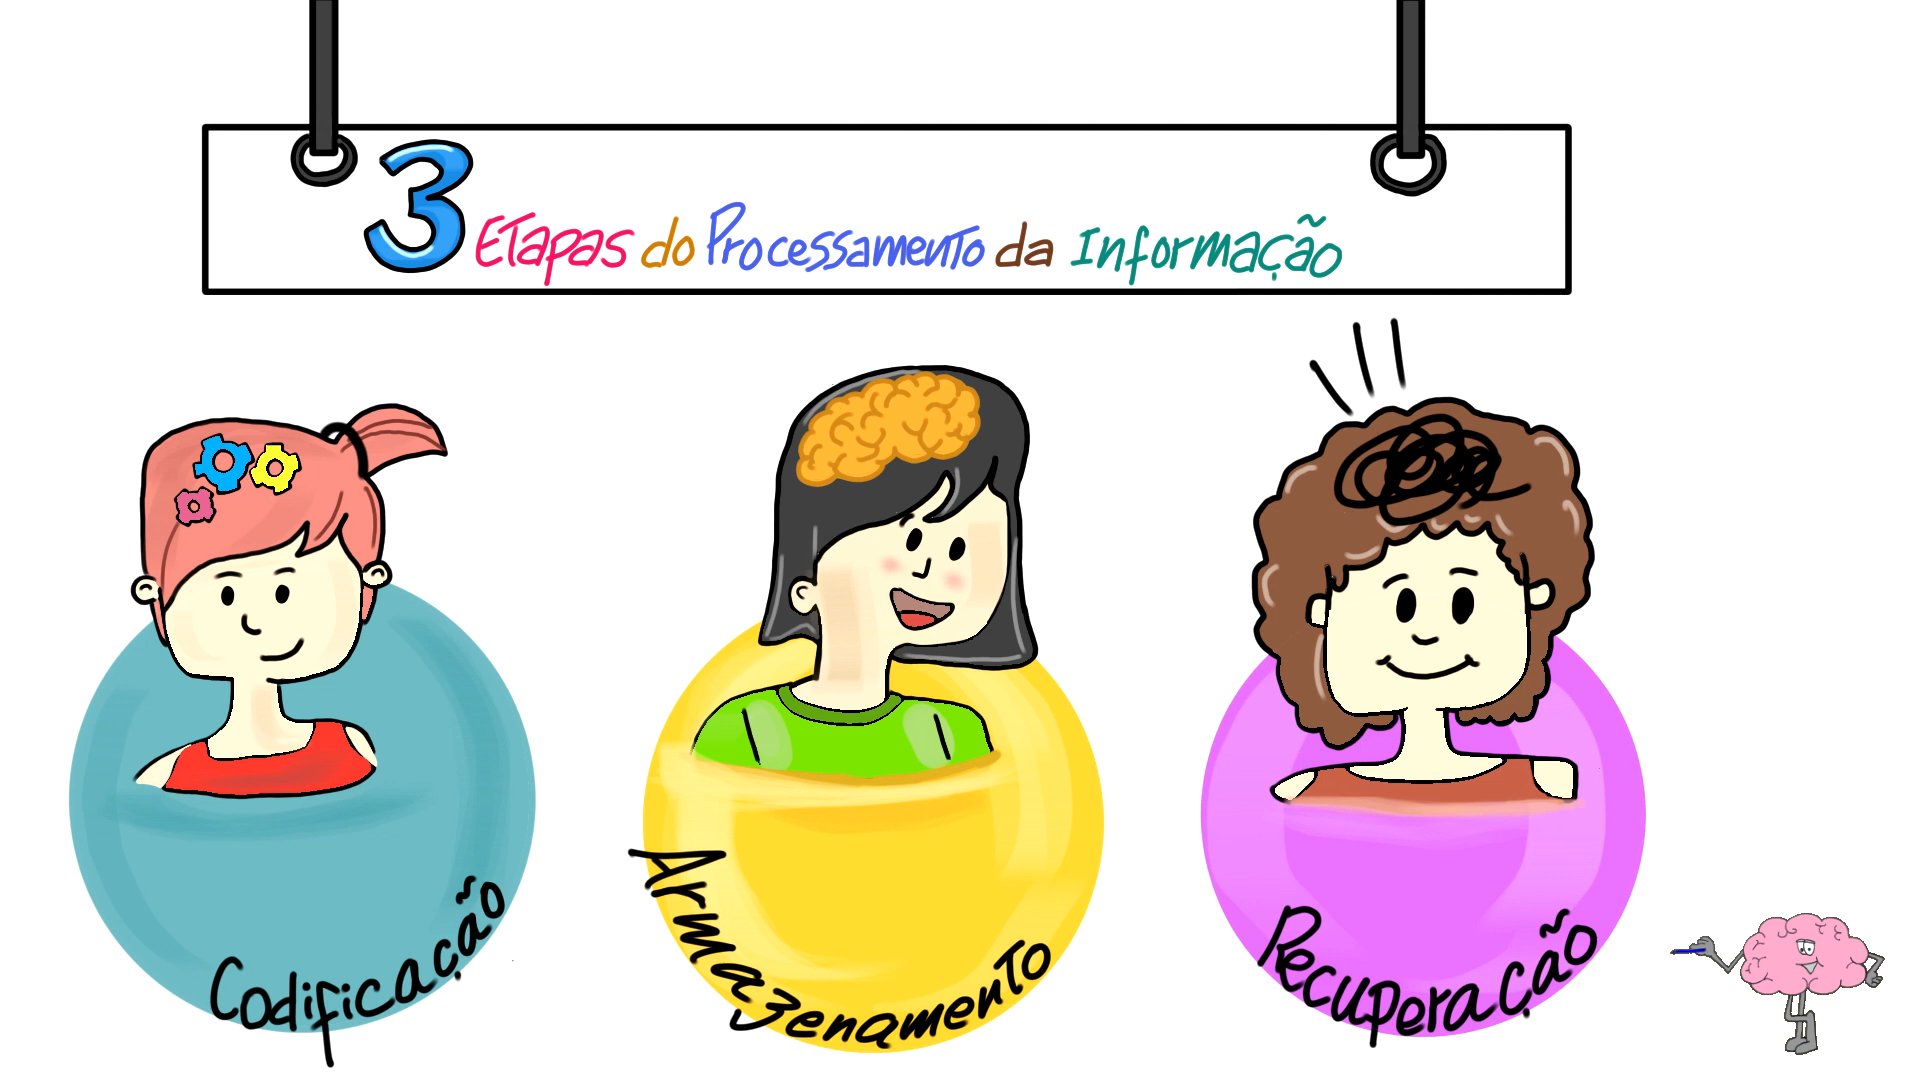 3 Etapas do Processamento da Informação
Codificação
Armazenamento
Recuperação